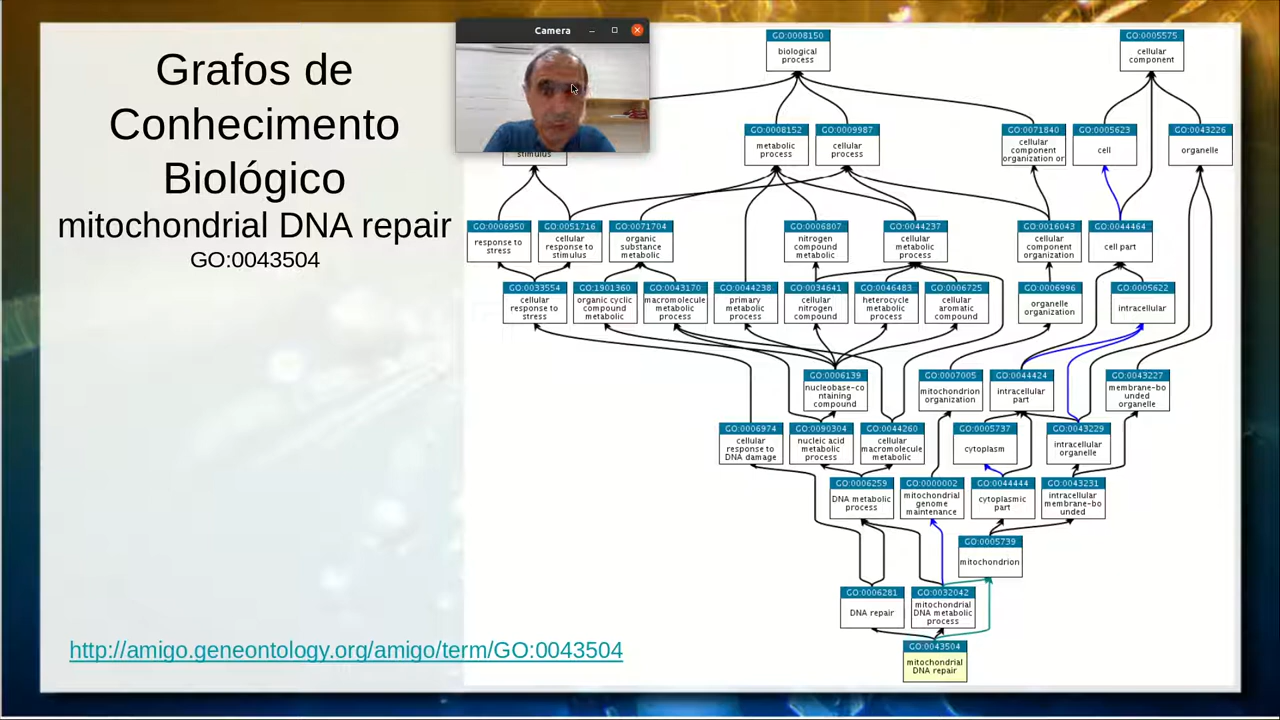 Grafos de
Conhecimento
Biológico
mitochondrial DNA repair
GO:0043504
http://amigo.geneontology.org/amigo/term/GO:0043504
Camera
GO:0008150
biological
process
GO:0005575
cellular
component
stimulus
GO:0008152
metabolic
process
GO:0009987
cellular
process
GO:0071840
cellular
component
organization or
GO:0005623
cell
GO:0043226
organelle
GO:0006950
response to
stress
GO:0051716
cellular
response to
stimulus
GO:0071704
organic
substance
metabolic
GO:0006807
nitrogen
compound
metabolic
GO:0044237
cellular
metabolic
process
GO:0016043
cellular
component
organization
GO:0044464
cell part
GO:0033554
cellular
response to
stress
GO:1901360
organic cyclic
compound
metabolic
GO:0043170
macromolecule
metabolic
process
GO:0044238
primary
metabolic
process
GO:0034641
cellular
nitrogen
compound
GO:0046483
heterocycle
metabolic
process
GO:0006725
cellular
aromatic
compound
GO:0006996
organelle
organization
GO:0005622
intracellular
GO:0006139
nucleobase-co
ntaining
compound
GO:0007005
mitochondrion
organization
GO:0044424
intracellular
part
GO:0043227
membrane-bo
unded
organelle
GO:0006974
cellular
response to
DNA damage
GO:0090304
nucleic acid
metabolic
process
GO:0044260
cellular
macromolecule
metabolic
GO:0005737
cytoplasm
GO:0043229
intracellular
organelle
GO:0006259
DNA metabolic
process
GO:0000002
mitochondrial
genome
maintenance
GO:0044444
cytoplasmic
part
GO:0043231
intracellular
membrane-bo
unded
GO:0005739
mitochondrion
GO:0006281
DNA repair
GO:0032042
mitochondrial
DNA metabolic
process
GO:0043504
mitochondrial
DNA repair